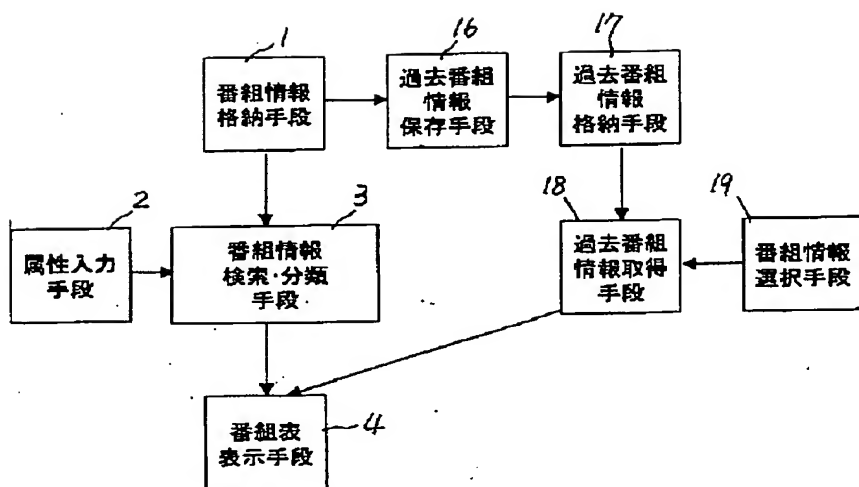 1
番組情報
格納手段
16
過去番組
情報
保存手段
17
過去番組
情報
格納手段
2
属性入力
手段
3
番組情報
検索・分類
手段
18
過去番組
情報取得
手段
19
番組情報
選択手段
番組表
表示手段
4